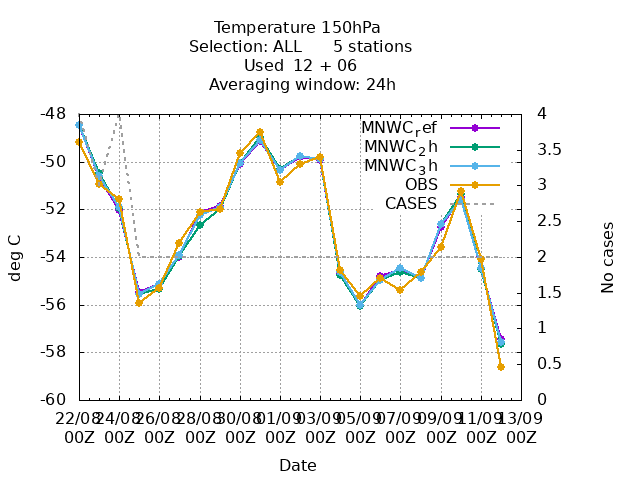 Temperature 150hPa
Selection: ALL      5 stations
Used  12 + 06
Averaging window: 24h
MNWC_ref
MNWC_2h
MNWC_3h
OBS
CASES
-48
-50
-52
-54
-56
-58
-60
deg C
4
3.5
3
2.5
2
1.5
1
0.5
0
No cases
22/08 24/08 26/08 28/08 30/08 01/09 03/09 05/09 07/09 09/09 11/09 13/09
00Z 00Z 00Z 00Z 00Z 00Z 00Z 00Z 00Z 00Z 00Z 00Z
Date